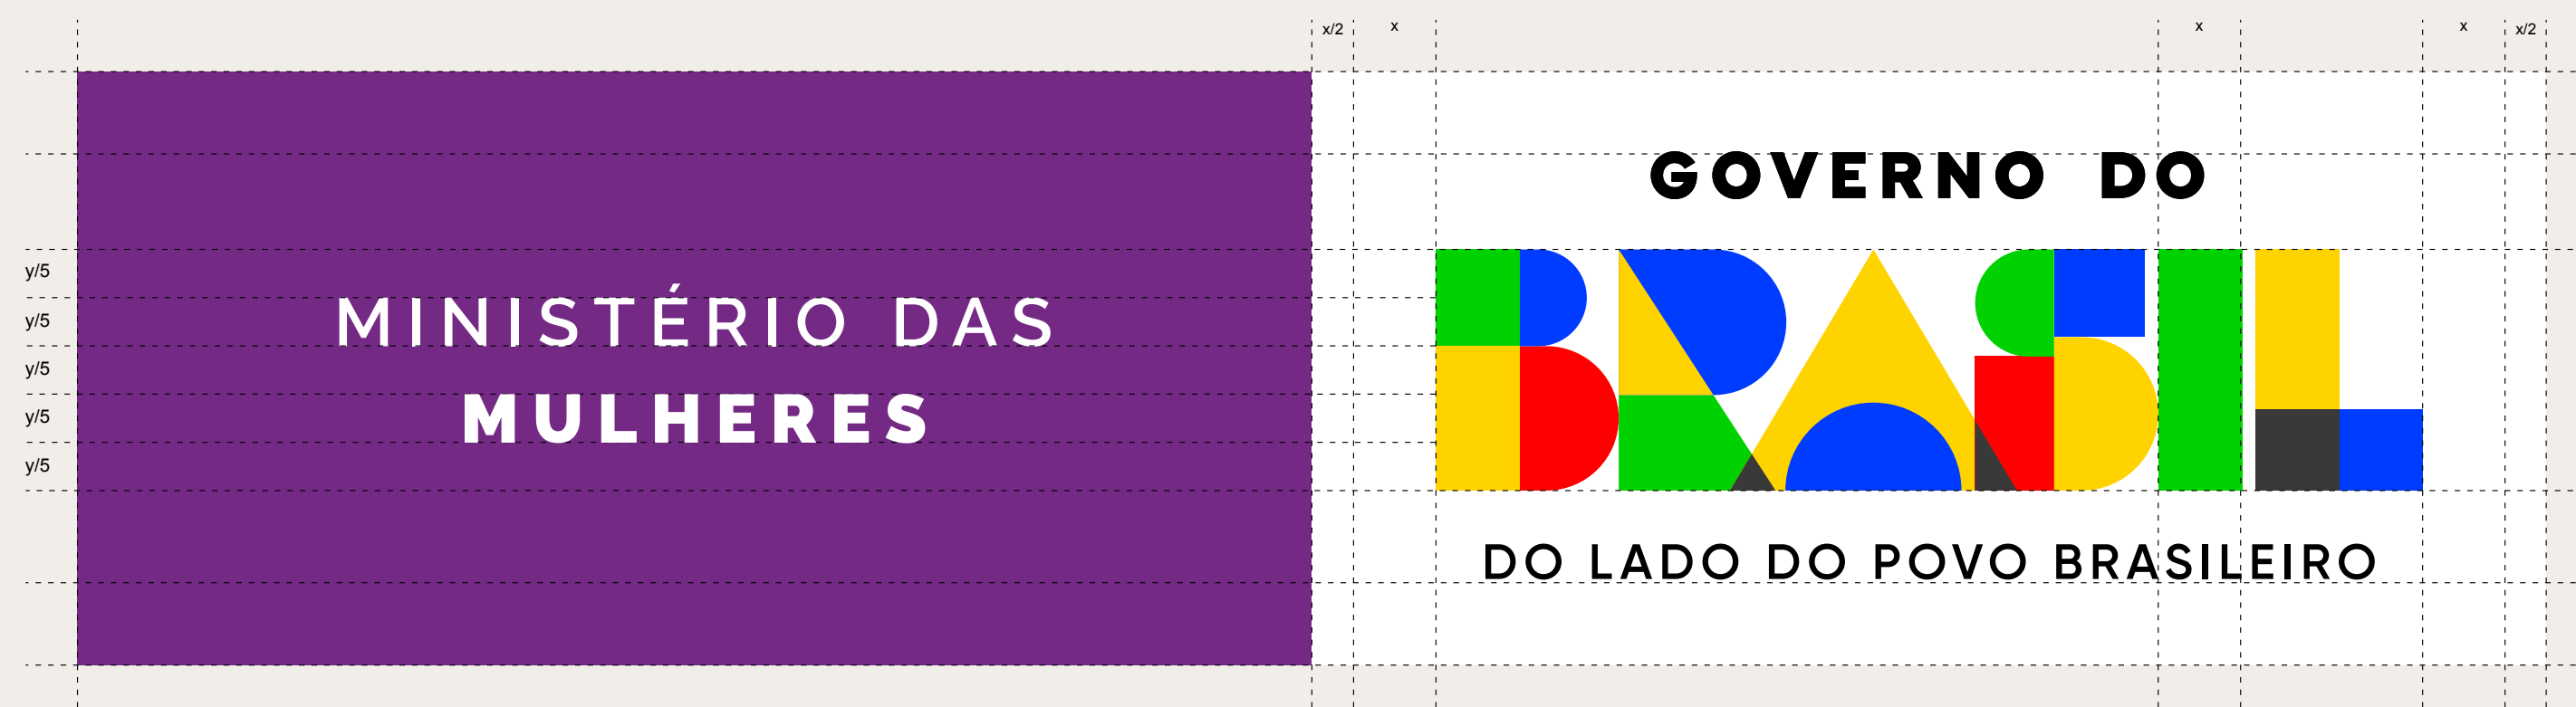 x/2
x
x
x
x/2
y/5
y/5
y/5
y/5
y/5
MINISTÉRIO DAS
MULHERES
GOVERNO DO
BRASIL
DO LADO DO POVO BRASILEIRO